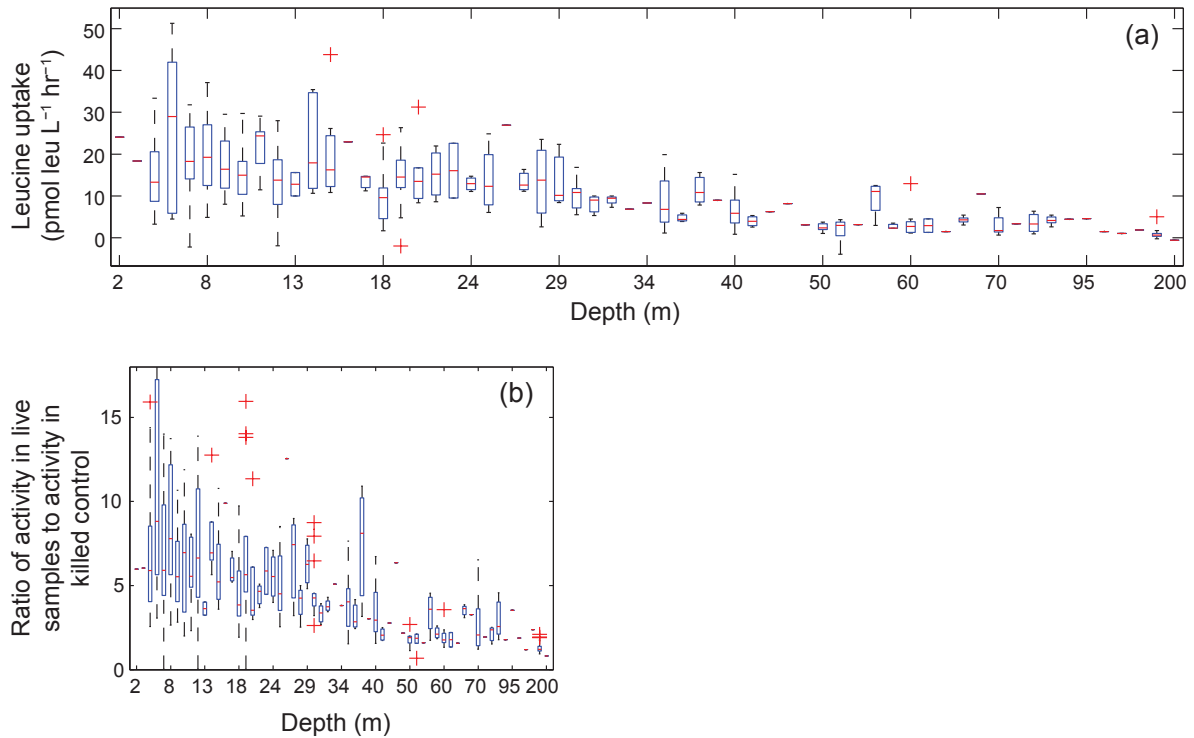 (a)
Leucine uptake
(pmol leu L⁻¹ hr⁻¹)
50
40
30
20
10
0
2 8 13 18 24 29 34 40 50 60 70 95 200
Depth (m)
(b)
Ratio of activity in live
samples to activity in
killed control
15
10
5
0
2 8 13 18 24 29 34 40 50 60 70 95 200
Depth (m)